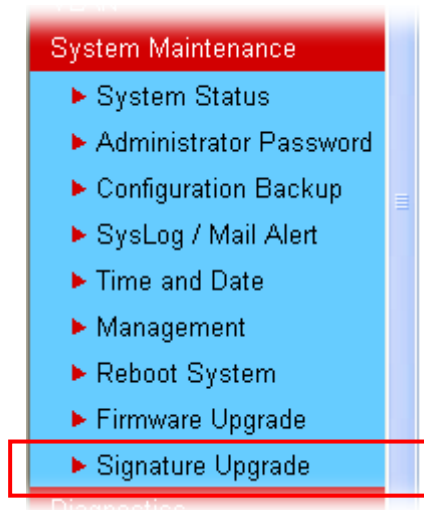 System Maintenance
System Status
Administrator Password
Configuration Backup
SysLog / Mail Alert
Time and Date
Management
Reboot System
Firmware Upgrade
Signature Upgrade
Diagnostics